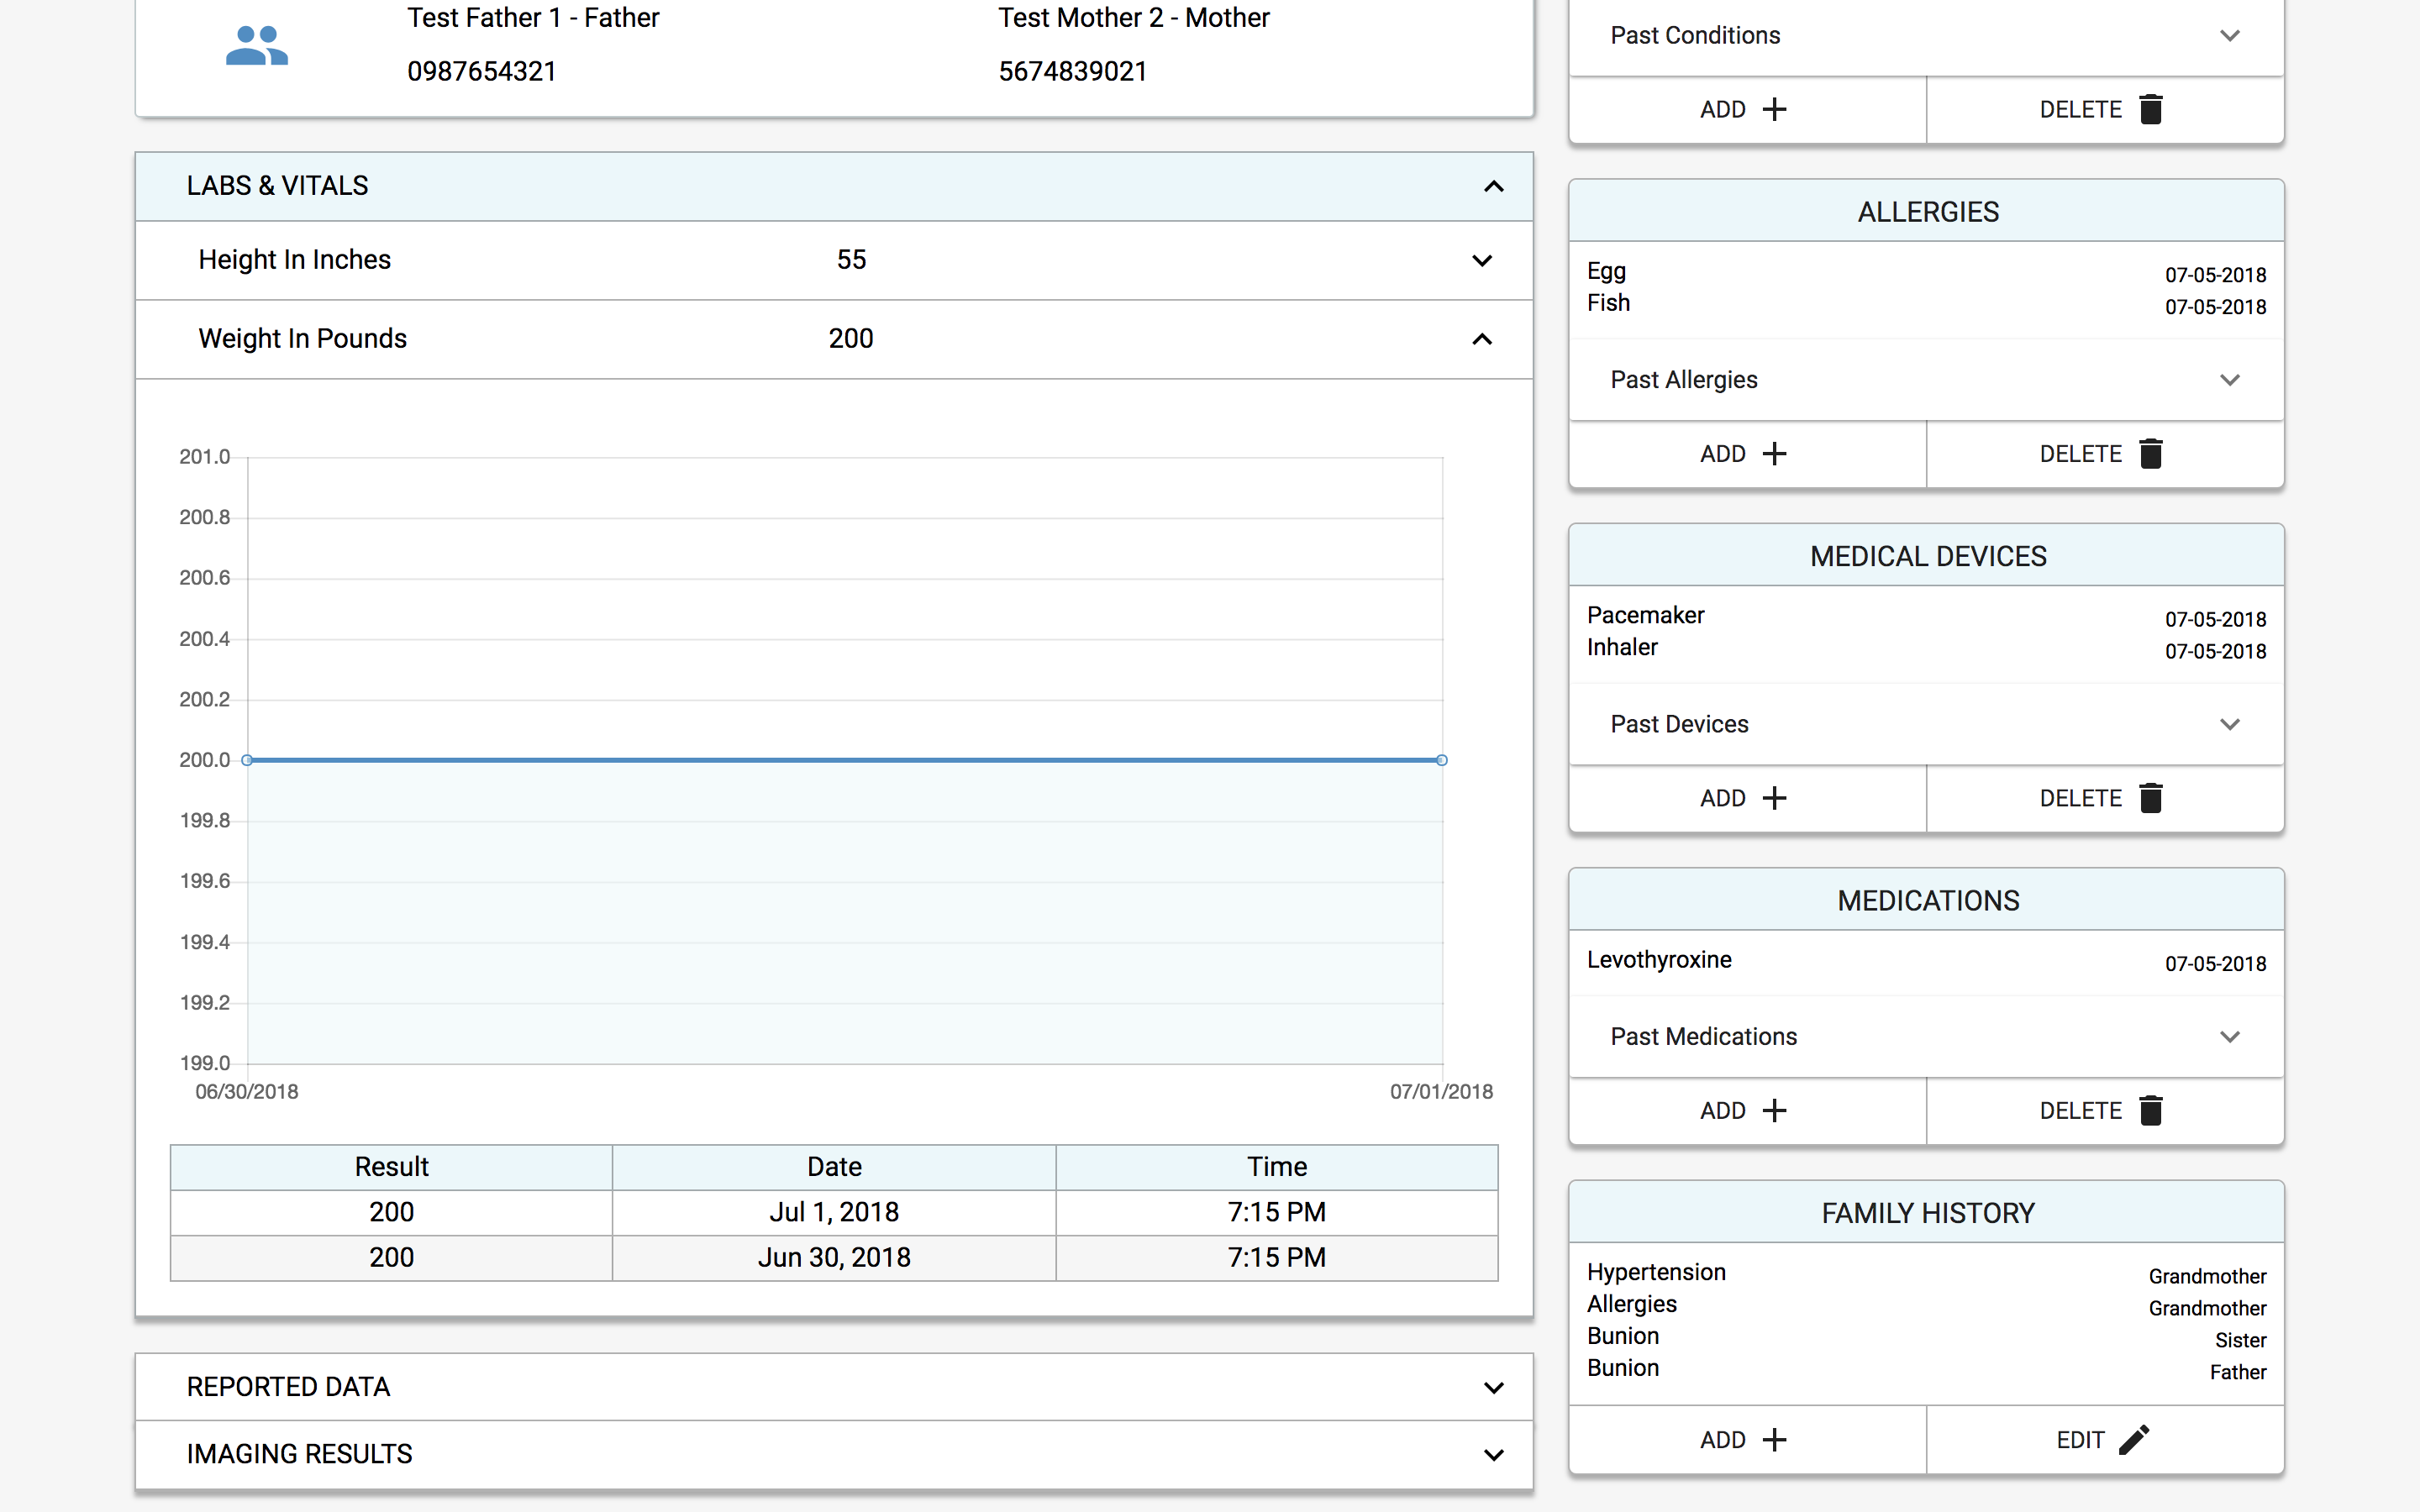 Test Father 1 - Father
Test Mother 2 - Mother
0987654321
5674839021
LABS & VITALS
Height In Inches 55
Weight In Pounds 200
201.0
200.8
200.6
200.4
200.2
200.0
199.8
199.6
199.4
199.2
199.0
06/30/2018 07/01/2018
Result Date Time
200 Jul 1, 2018 7:15 PM
200 Jun 30, 2018 7:15 PM
REPORTED DATA
IMAGING RESULTS
Past Conditions
ADD DELETE
ALLERGIES
Egg 07-05-2018
Fish 07-05-2018
Past Allergies
ADD DELETE
MEDICAL DEVICES
Pacemaker 07-05-2018
Inhaler 07-05-2018
Past Devices
ADD DELETE
MEDICATIONS
Levothyroxine 07-05-2018
Past Medications
ADD DELETE
FAMILY HISTORY
Hypertension Grandmother
Allergies Grandmother
Bunion Sister
Bunion Father
ADD EDIT